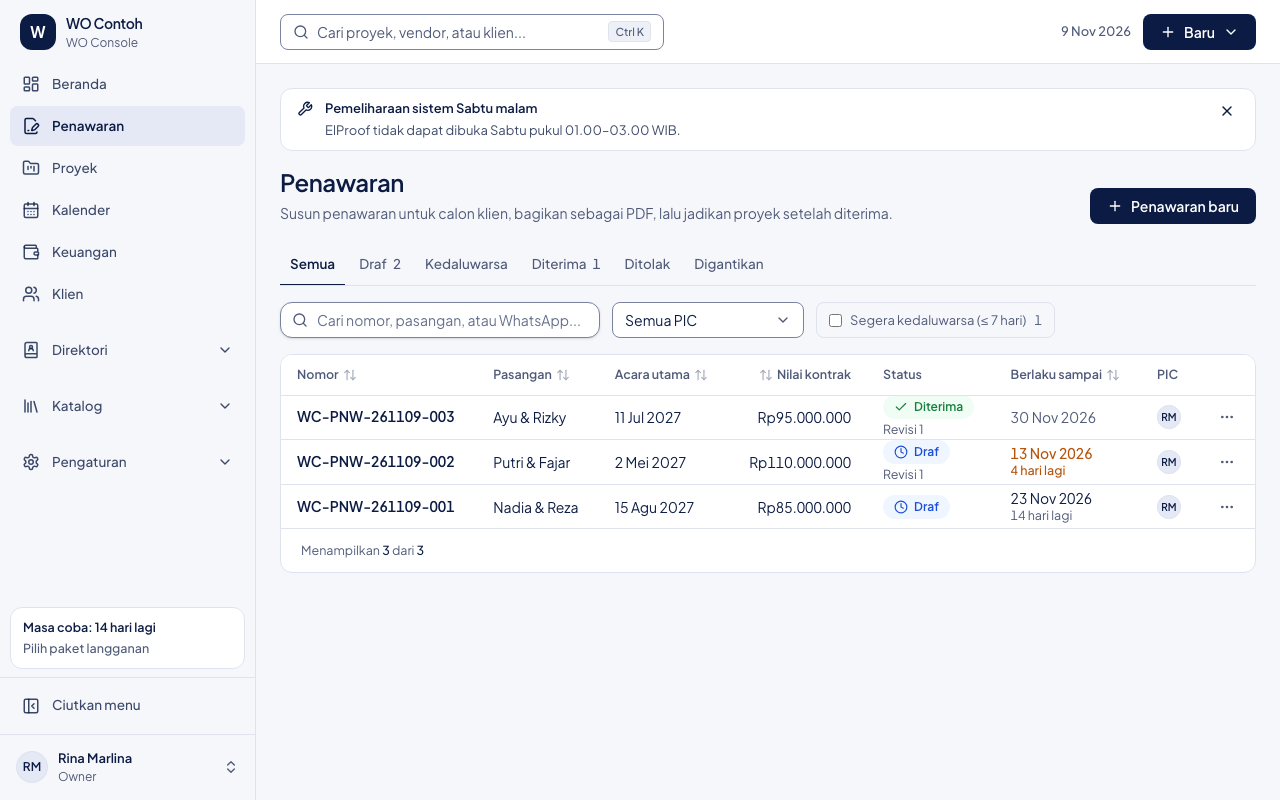 W
WO Contoh
WO Console
Beranda
Penawaran
Proyek
Kalender
Keuangan
Klien
Direktori
Katalog
Pengaturan
Masa coba: 14 hari lagi
Pilih paket langganan
Ciutkan menu
RM
Rina Marlina
Owner
Cari proyek, vendor, atau klien...
Ctrl K
9 Nov 2026
Baru
Pemeliharaan sistem Sabtu malam
ElProof tidak dapat dibuka Sabtu pukul 01.00–03.00 WIB.
Penawaran
Susun penawaran untuk calon klien, bagikan sebagai PDF, lalu jadikan proyek setelah diterima.
Penawaran baru
Semua Draf 2 Kedaluwarsa Diterima 1 Ditolak Digantikan
Cari nomor, pasangan, atau WhatsApp...
Semua PIC
Segera kedaluwarsa (≤ 7 hari) 1
Nomor Pasangan Acara utama Nilai kontrak Status Berlaku sampai PIC
WC-PNW-261109-003 Ayu & Rizky 11 Jul 2027 Rp95.000.000 Diterima 30 Nov 2026 RM
Revisi 1
WC-PNW-261109-002 Putri & Fajar 2 Mei 2027 Rp110.000.000 Draf 13 Nov 2026 RM
Revisi 1 4 hari lagi
WC-PNW-261109-001 Nadia & Reza 15 Agu 2027 Rp85.000.000 Draf 23 Nov 2026 RM
14 hari lagi
Menampilkan 3 dari 3